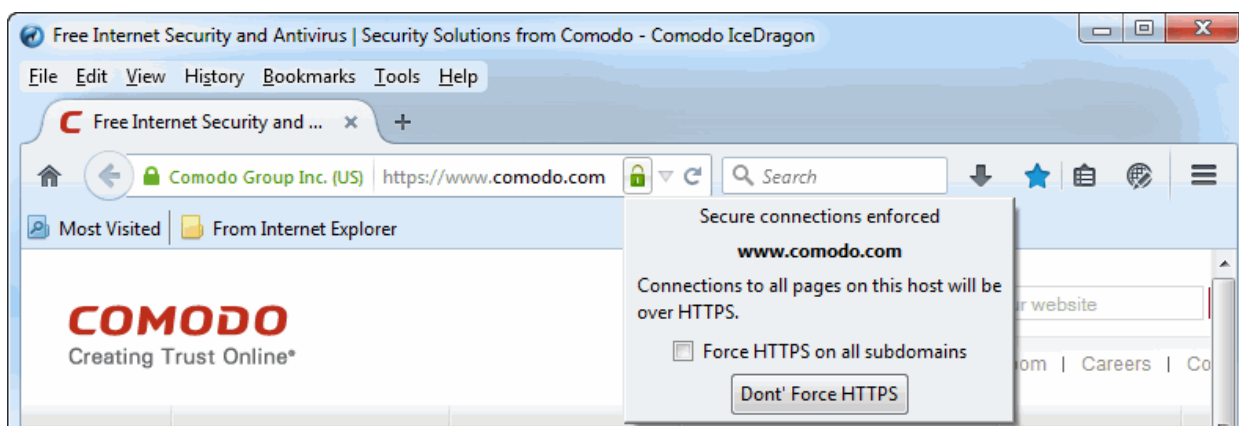 Free Internet Security and Antivirus | Security Solutions from Comodo - Comodo IceDragon
File Edit View History Bookmarks Tools Help
C Free Internet Security and ... × +
Comodo Group Inc. (US) https://www.comodo.com Search
Most Visited From Internet Explorer
Secure connections enforced
www.comodo.com
Connections to all pages on this host will be
over HTTPS.
Force HTTPS on all subdomains
Dont' Force HTTPS
COMODO
Creating Trust Online®
ur website
om | Careers | Co